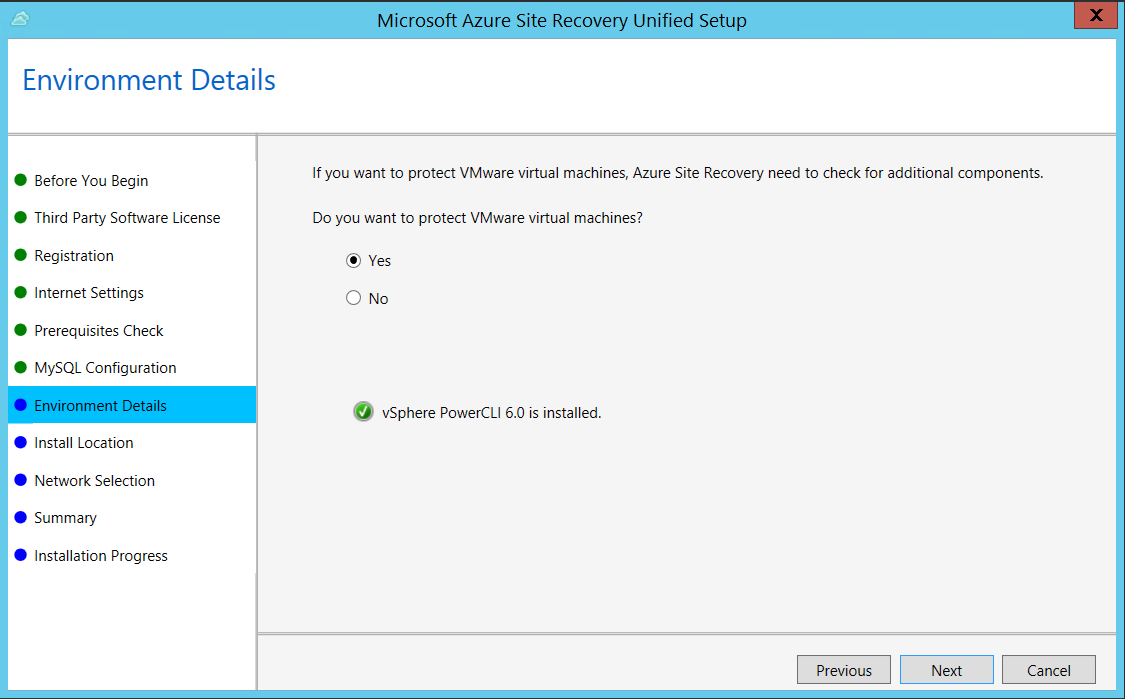 Microsoft Azure Site Recovery Unified Setup
X
Environment Details
Before You Begin
Third Party Software License
Registration
Internet Settings
Prerequisites Check
MySQL Configuration
Environment Details
Install Location
Network Selection
Summary
Installation Progress
If you want to protect VMware virtual machines, Azure Site Recovery need to check for additional components.
Do you want to protect VMware virtual machines?
Yes
No
vSphere PowerCLI 6.0 is installed.
Previous Next Cancel